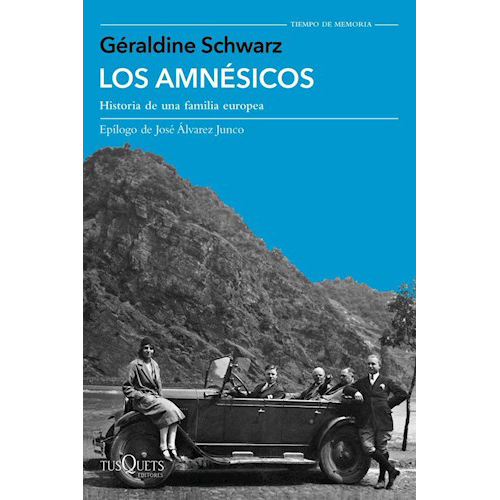 TIEMPO DE MEMORIA
Géraldine Schwarz
LOS AMNÉSICOS
Historia de una familia europea
Epílogo de José Álvarez Junco
TUSQUETS
EDITORES